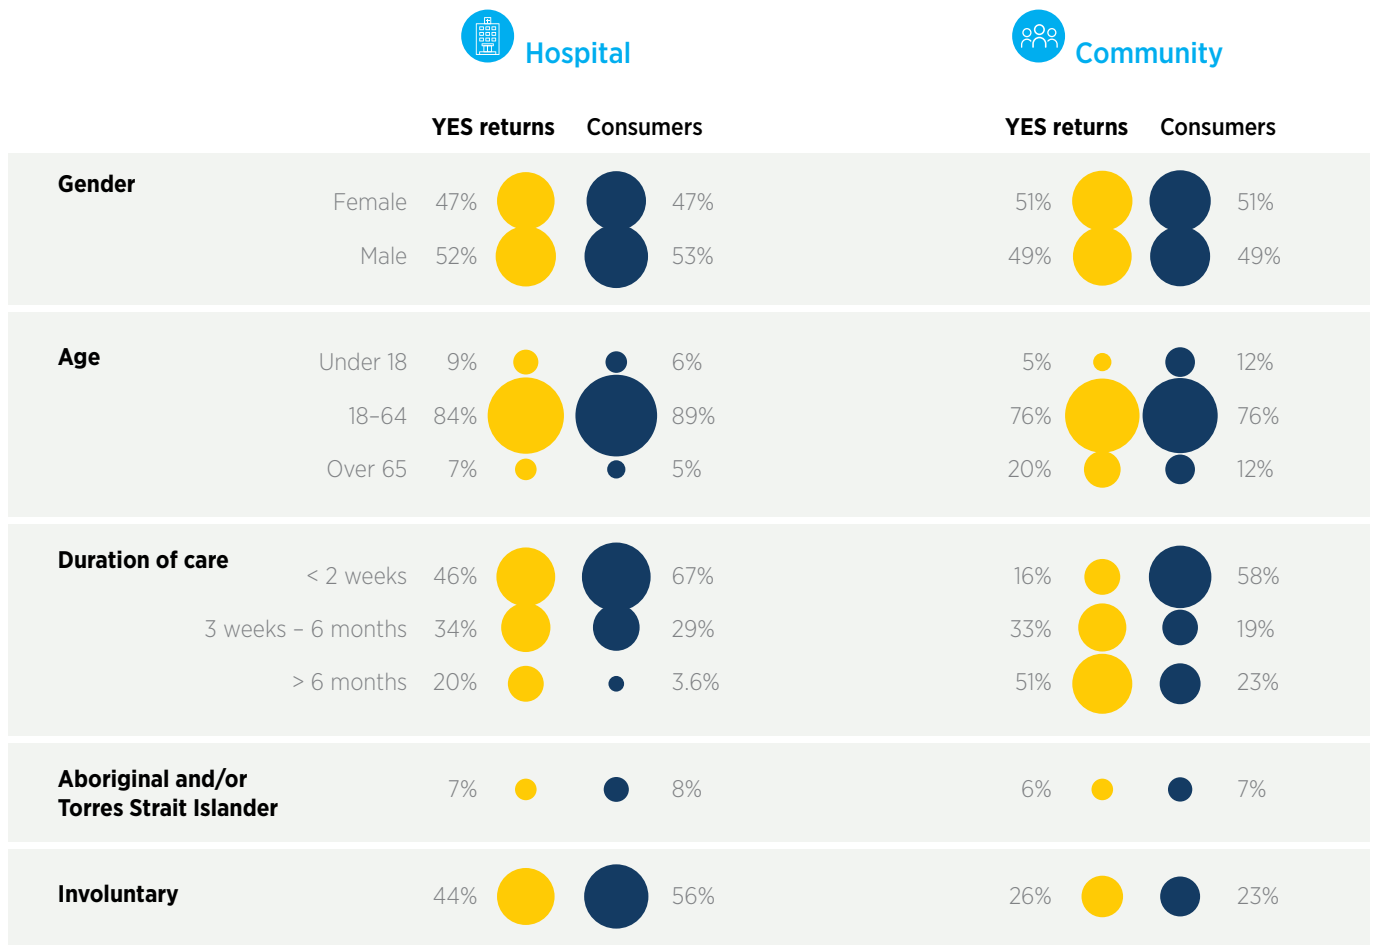 Hospital Community
YES returns Consumers YES returns Consumers
Gender
Female 47% 47% 51% 51%
Male 52% 53% 49% 49%
Age
Under 18 9% 6% 5% 12%
18–64 84% 89% 76% 76%
Over 65 7% 5% 20% 12%
Duration of care
< 2 weeks 46% 67% 16% 58%
3 weeks – 6 months 34% 29% 33% 19%
> 6 months 20% 3.6% 51% 23%
Aboriginal and/or
Torres Strait Islander
7% 8% 6% 7%
Involuntary 44% 56% 26% 23%